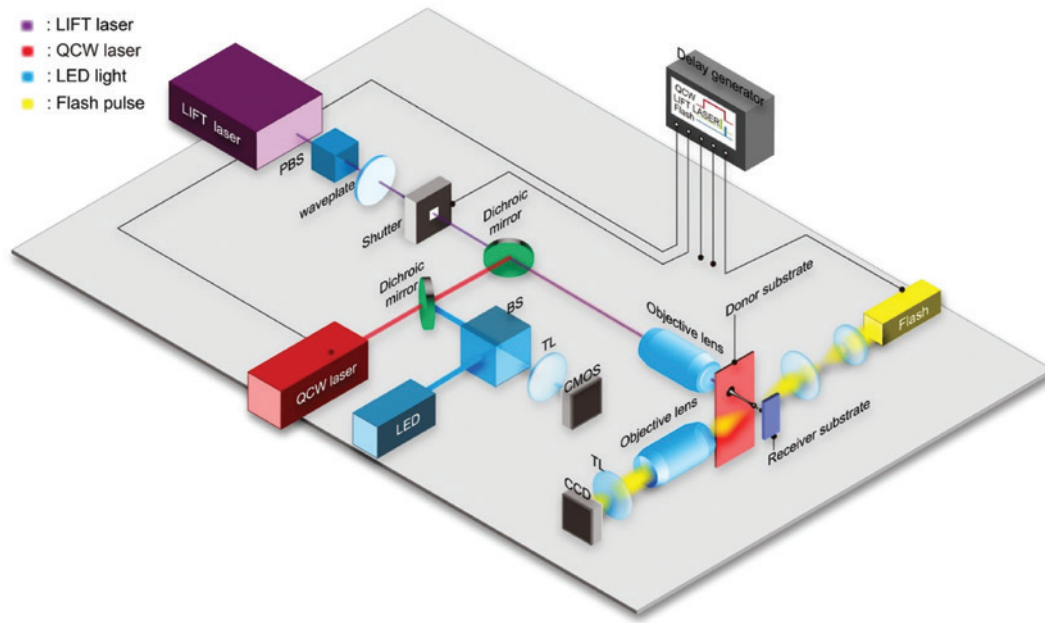 : LIFT laser
: QCW laser
: LED light
: Flash pulse
LIFT laser
PBS
waveplate
Shutter
Dichroic
mirror
Delay generator
QCW
LIFT LASER
Flash
Dichroic
mirror
BS
TL
CMOS
QCW laser
LED
Objective lens
Donor substrate
Flash
Objective lens
Receiver substrate
TL
CCD